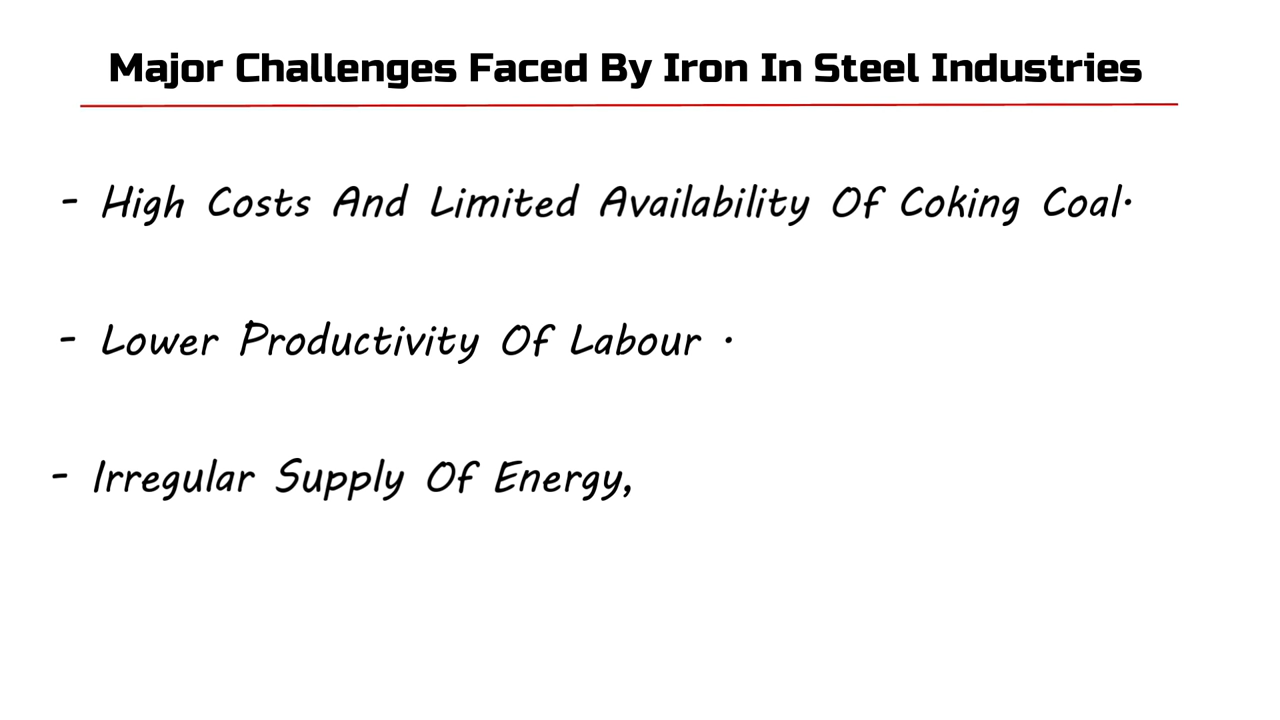 Major Challenges Faced By Iron In Steel Industries
- High Costs And Limited Availability Of Coking Coal.
- Lower Productivity Of Labour .
- Irregular Supply Of Energy,